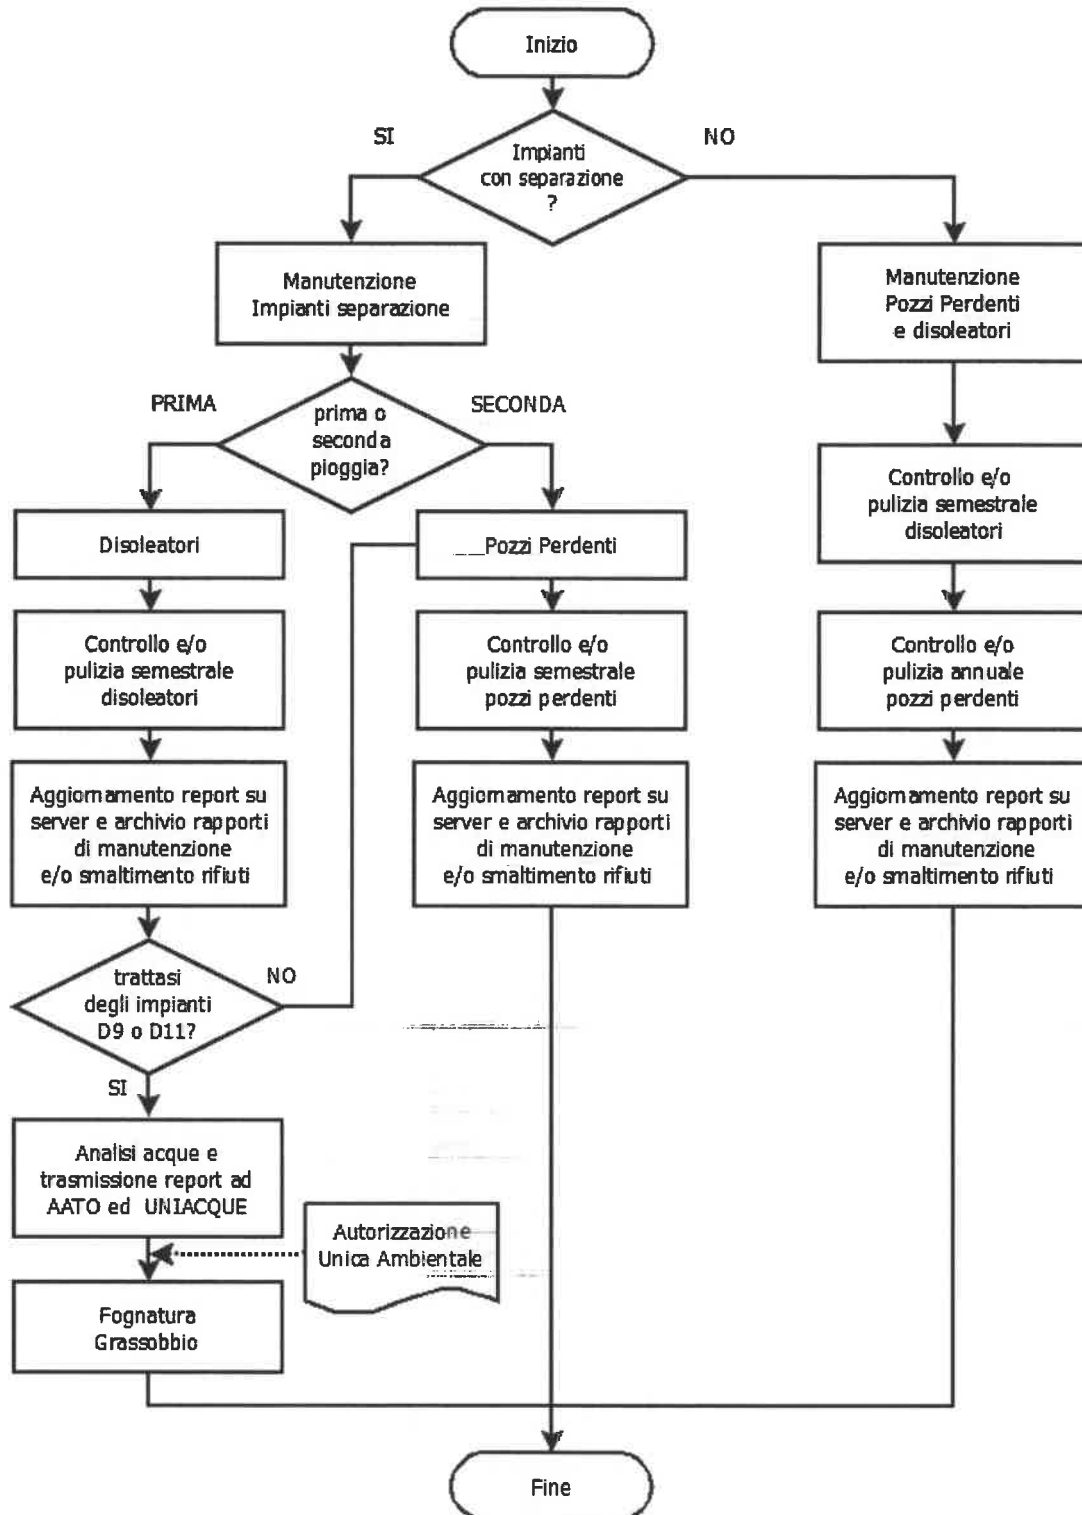 Inizio
SI
NO
Impianti
con separazione
?
Manutenzione
Impianti separazione
Manutenzione
Pozzi Perdenti
e disoleatori
PRIMA
SECONDA
prima o
seconda
pioggia?
Controllo e/o
pulizia semestrale
disoleatori
Disoleatori
__Pozzi Perdenti
Controllo e/o
pulizia semestrale
disoleatori
Controllo e/o
pulizia semestrale
pozzi perdenti
Controllo e/o
pulizia annuale
pozzi perdenti
Aggiornamento report su
server e archivio rapporti
di manutenzione
e/o smaltimento rifiuti
Aggiornamento report su
server e archivio rapporti
di manutenzione
e/o smaltimento rifiuti
Aggiornamento report su
server e archivio rapporti
di manutenzione
e/o smaltimento rifiuti
trattasi
degli impianti
D9 o D11?
NO
SI
Analisi acque e
trasmissione report ad
AATO ed UNIACQUE
Autorizzazione
Unica Ambientale
Fognatura
Grassobbio
Fine